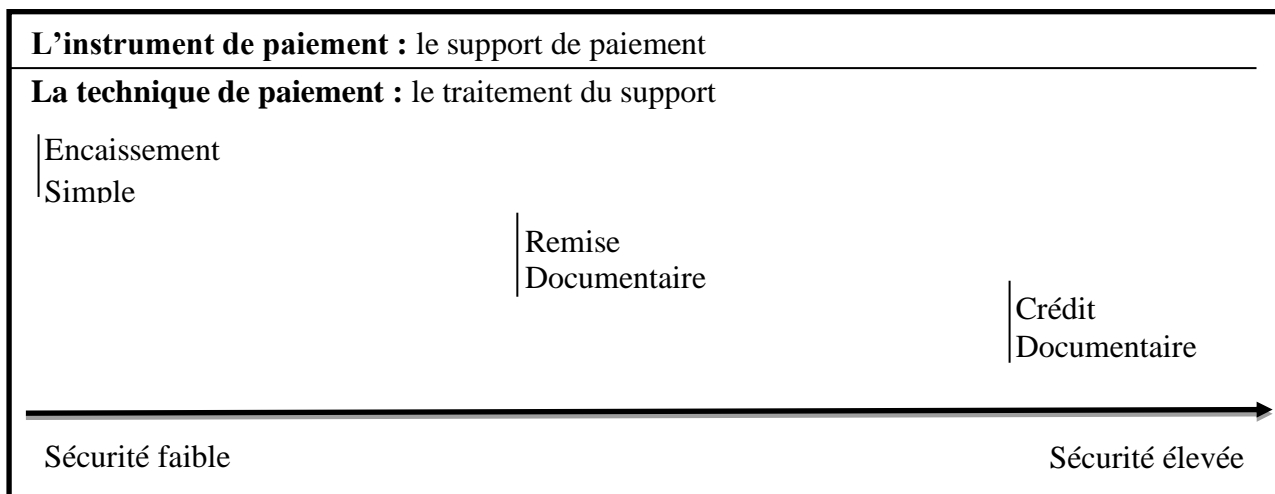 L’instrument de paiement : le support de paiement
La technique de paiement : le traitement du support
Encaissement
Simple
Remise
Documentaire
Crédit
Documentaire
Sécurité faible
Sécurité élevée